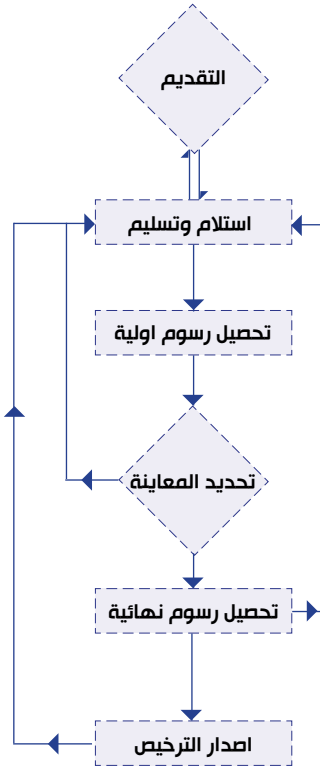 التقديم
استلام وتسليم
تحصيل رسوم اولية
تحديد المعاينة
تحصيل رسوم نهائية
اصدار الترخيص